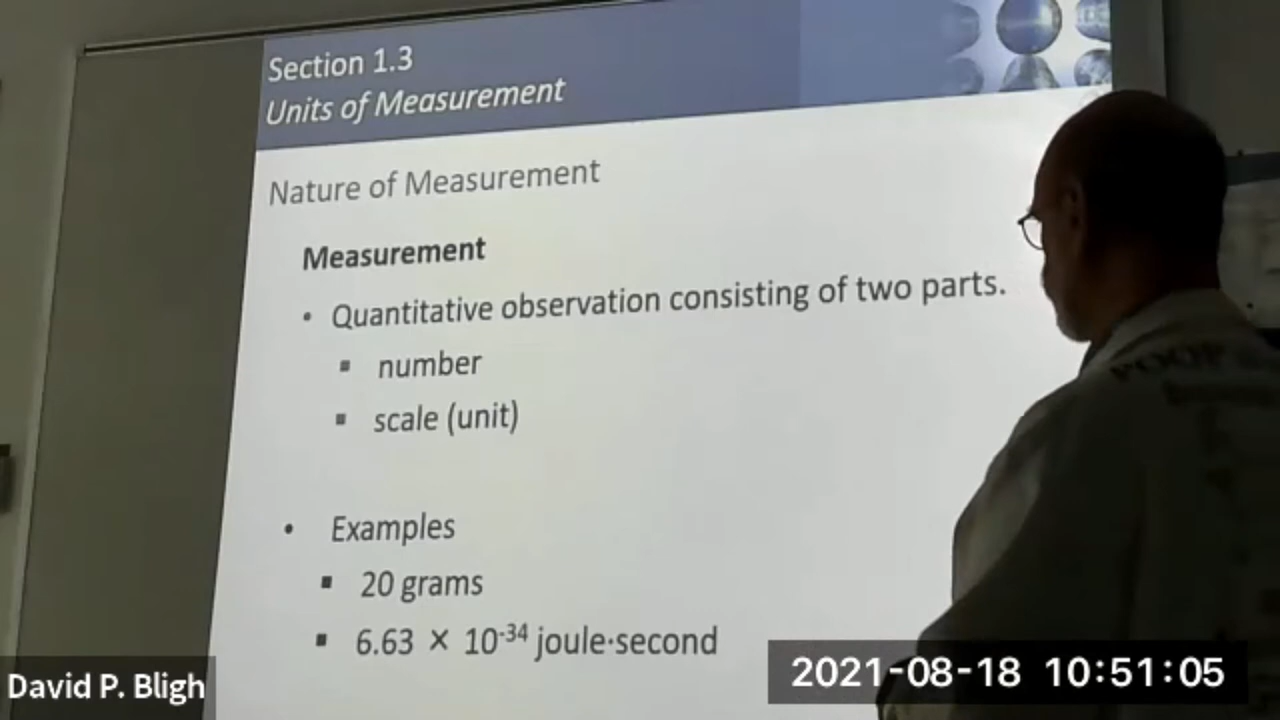 Section 1.3
Units of Measurement
Nature of Measurement
Measurement
• Quantitative observation consisting of two parts.
▪ number
▪ scale (unit)
• Examples
▪ 20 grams
▪ 6.63 × 10⁻³⁴ joule·second
David P. Bligh
2021-08-18 10:51:05